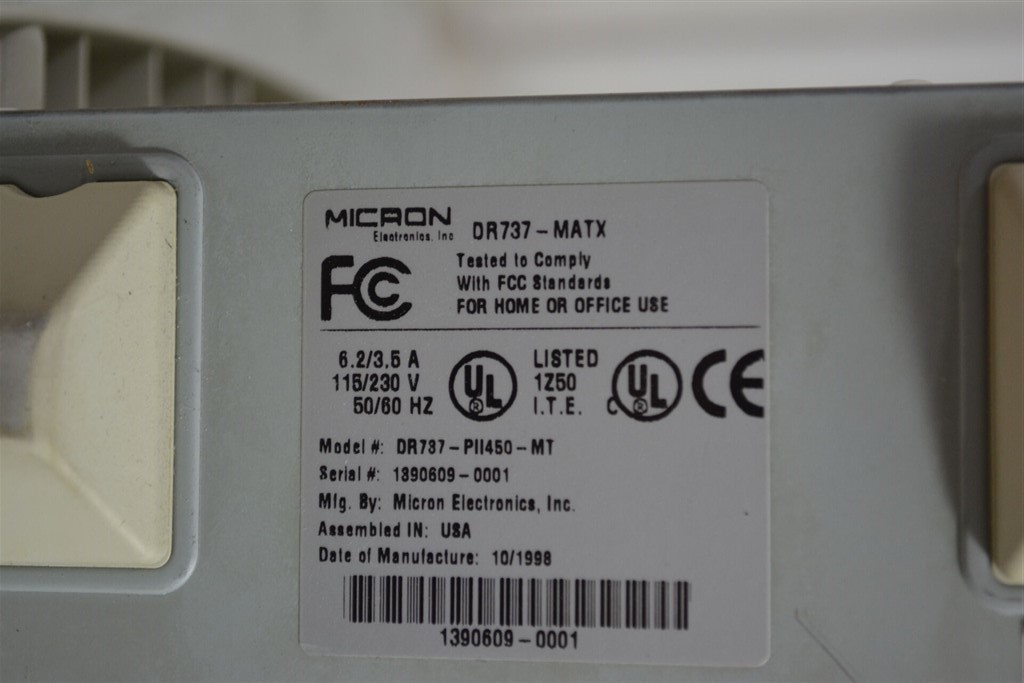 MICRON
Electronics, Inc
DR737-MATX
FCC
Tested to Comply
With FCC Standards
FOR HOME OR OFFICE USE
6.2/3.5 A
115/230 V
50/60 HZ
UL
®
LISTED
1Z50
I.T.E.
C UL
®
CE
Model #: DR737-PII450-MT
Serial #: 1390609-0001
Mfg. By: Micron Electronics, Inc.
Assembled IN: USA
Date of Manufacture: 10/1998
1390609-0001